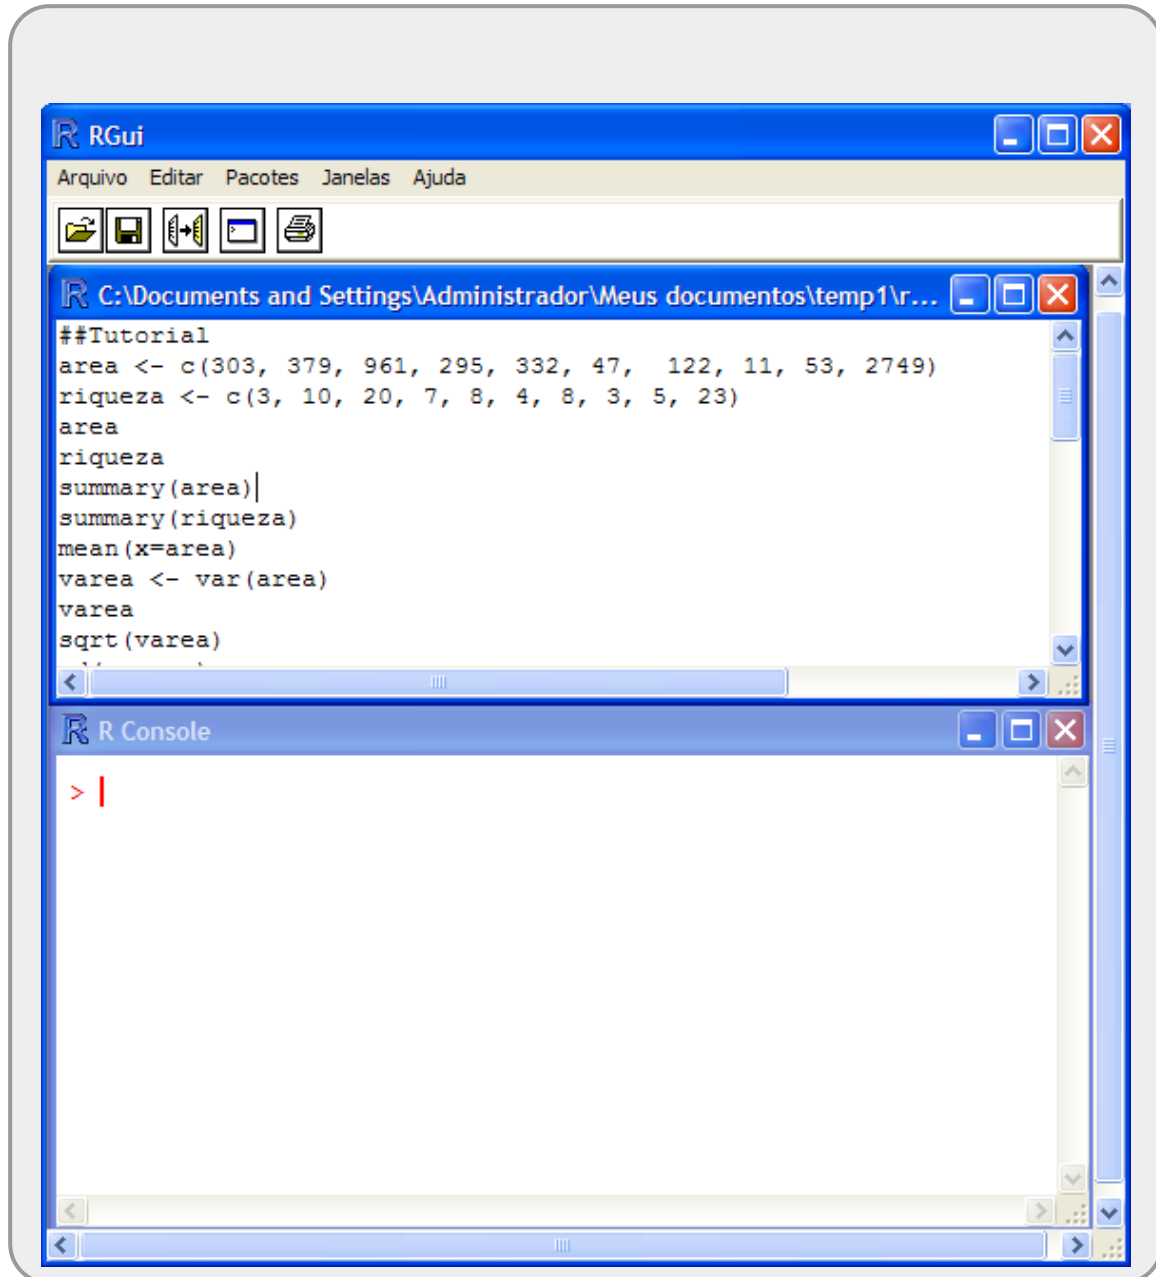 RGui
Arquivo Editar Pacotes Janelas Ajuda
C:\Documents and Settings\Administrador\Meus documentos\temp1\r...
##Tutorial
area <- c(303, 379, 961, 295, 332, 47,  122, 11, 53, 2749)
riqueza <- c(3, 10, 20, 7, 8, 4, 8, 3, 5, 23)
area
riqueza
summary(area)
summary(riqueza)
mean(x=area)
varea <- var(area)
varea
sqrt(varea)
R Console
>